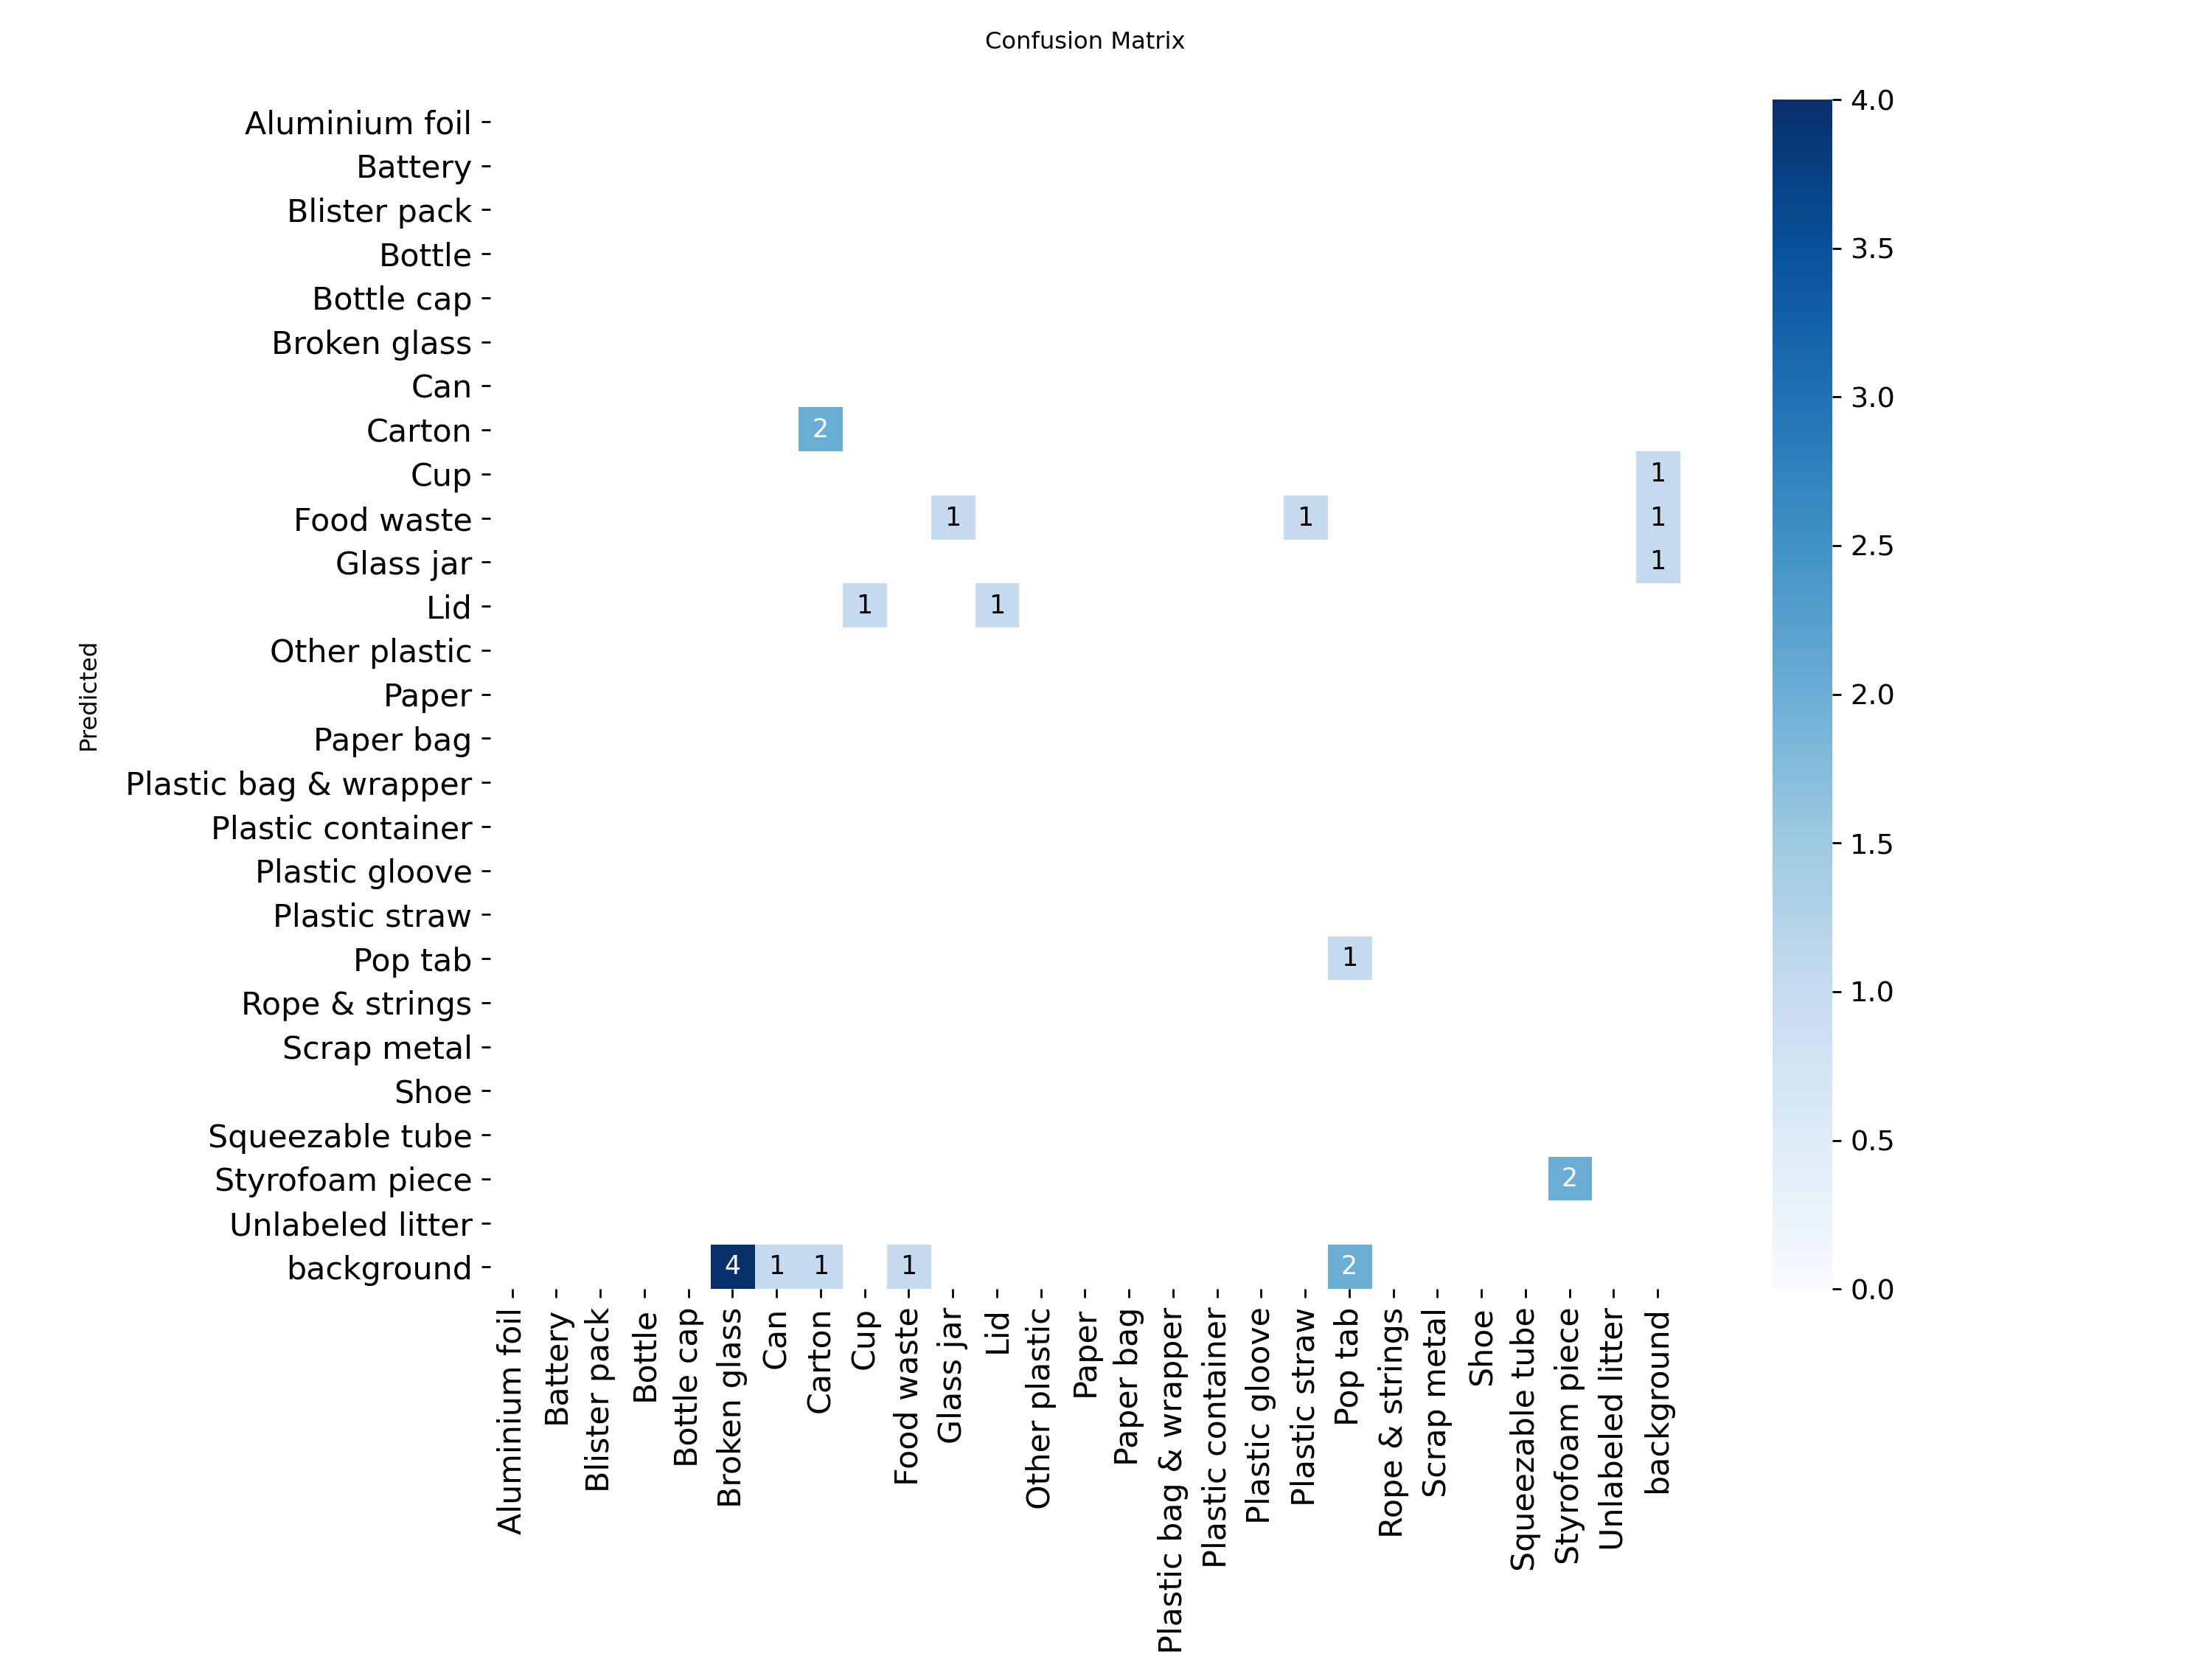 Confusion Matrix
Predicted
Aluminium foil
Battery
Blister pack
Bottle
Bottle cap
Broken glass
Can
Carton
2
Cup
1
Food waste
1
1
1
Glass jar
1
Lid
1
1
Other plastic
Paper
Paper bag
Plastic bag & wrapper
Plastic container
Plastic gloove
Plastic straw
Pop tab
1
Rope & strings
Scrap metal
Shoe
Squeezable tube
Styrofoam piece
2
Unlabeled litter
background
4
1
1
1
2
Aluminium foil
Battery
Blister pack
Bottle
Bottle cap
Broken glass
Can
Carton
Cup
Food waste
Glass jar
Lid
Other plastic
Paper
Paper bag
Plastic bag & wrapper
Plastic container
Plastic gloove
Plastic straw
Pop tab
Rope & strings
Scrap metal
Shoe
Squeezable tube
Styrofoam piece
Unlabeled litter
background
4.0
3.5
3.0
2.5
2.0
1.5
1.0
0.5
0.0